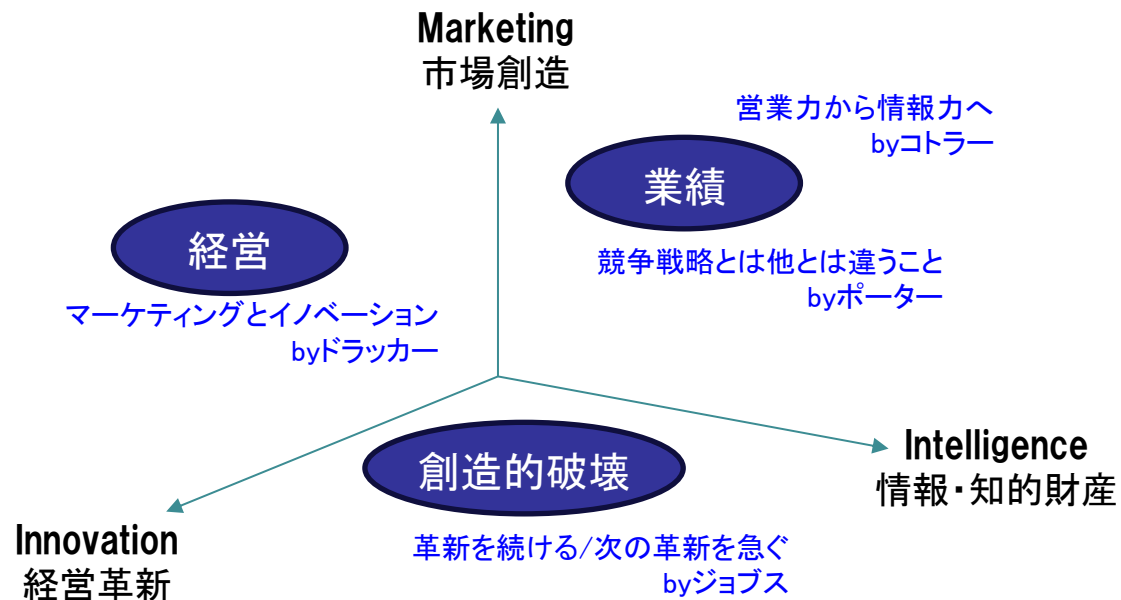 Marketing
市場創造
営業力から情報力へ
byコトラー
業績
経営
競争戦略とは他とは違うこと
byポーター
マーケティングとイノベーション
byドラッカー
Intelligence
情報・知的財産
創造的破壊
Innovation
経営革新
革新を続ける/次の革新を急ぐ
byジョブス